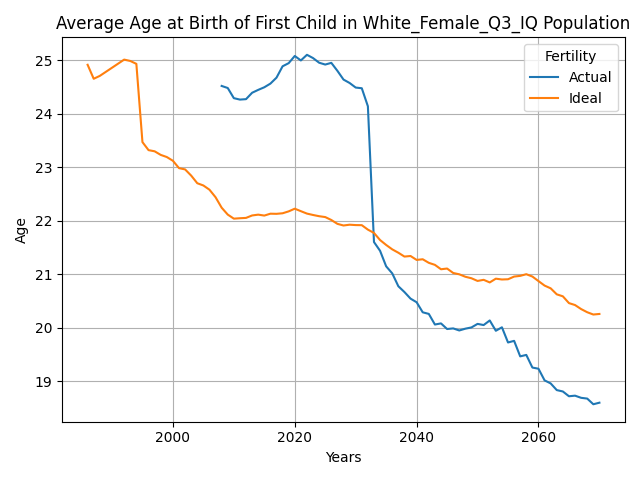 Average Age at Birth of First Child in White_Female_Q3_IQ Population
Fertility
Actual
Ideal
25
24
23
22
21
20
19
Age
2000 2020 2040 2060
Years